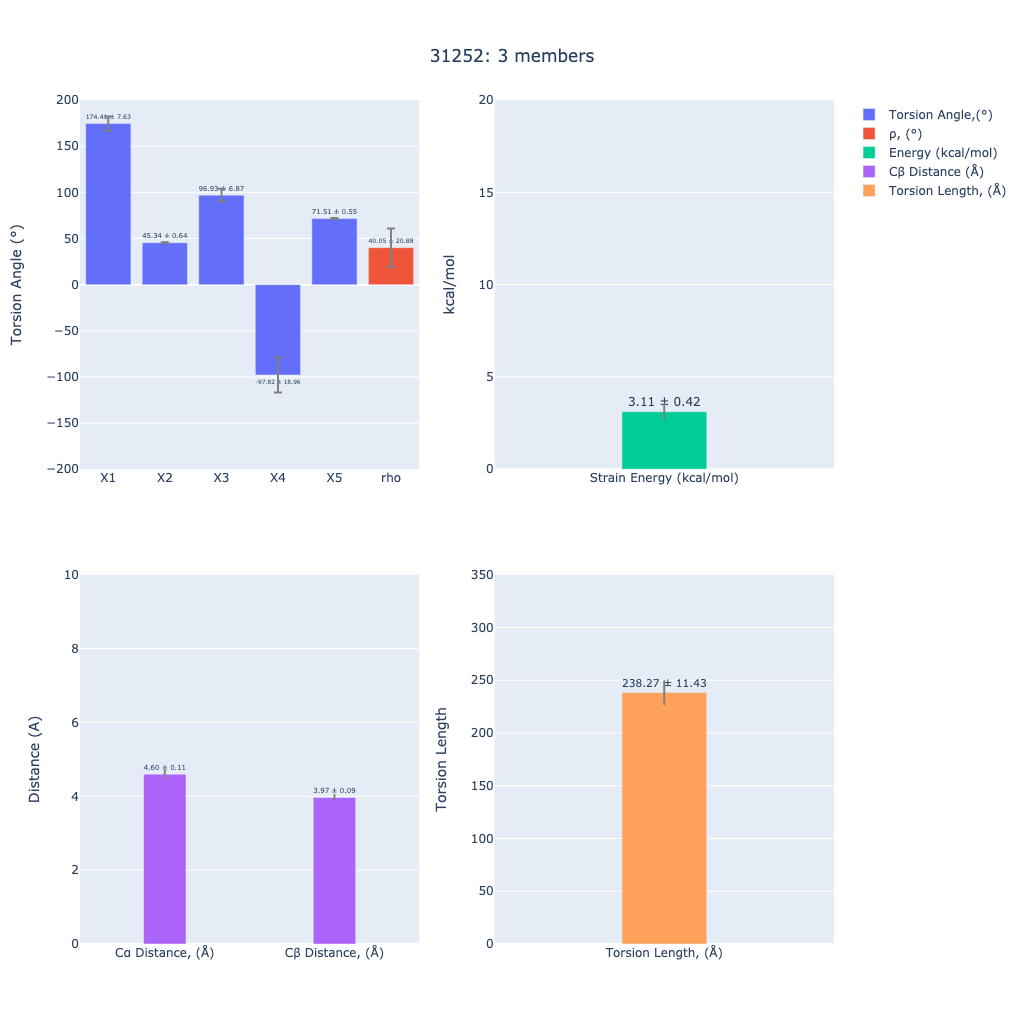 31252: 3 members
Torsion Angle (°)
200
150
100
50
0
−50
−100
−150
−200
± 7.63
45.34 ± 0.64
96.93 ± 6.87
-97.82 ± 18.96
71.51 ± 0.55
40.05 ± 20.88
X1 X2 X3 X4 X5 rho
kcal/mol
20
15
10
5
0
3.11 ± 0.42
Strain Energy (kcal/mol)
Torsion Angle,(°)
ρ, (°)
Energy (kcal/mol)
Cβ Distance (Å)
Torsion Length, (Å)
Distance (A)
10
8
6
4
2
0
4.60 ± 0.11
3.97 ± 0.09
Cα Distance, (Å) Cβ Distance, (Å)
Torsion Length
350
300
250
200
150
100
50
0
238.27 ± 11.43
Torsion Length, (Å)